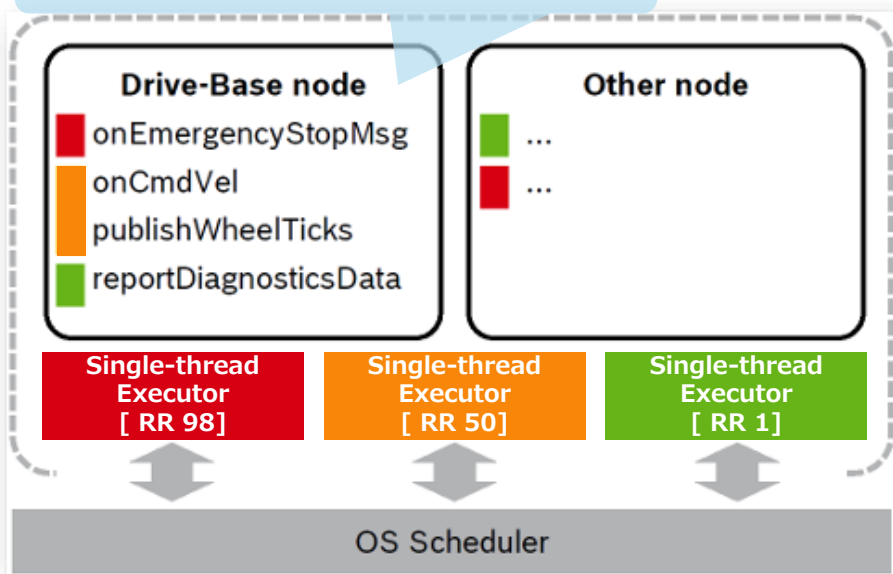 Drive-Base node
onEmergencyStopMsg
onCmdVel
publishWheelTicks
reportDiagnosticsData
Other node
...
...
Single-thread
Executor
[ RR 98]
Single-thread
Executor
[ RR 50]
Single-thread
Executor
[ RR 1]
OS Scheduler